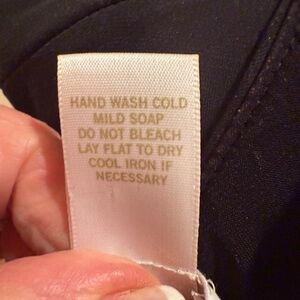 HAND WASH COLD
MILD SOAP
DO NOT BLEACH
LAY FLAT TO DRY
COOL IRON IF
NECESSARY